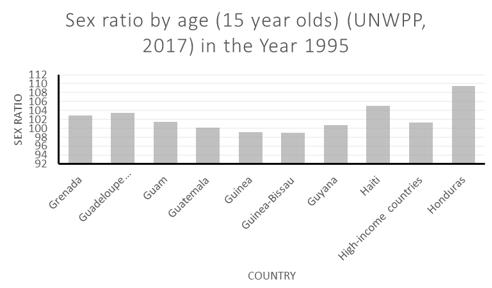 Sex ratio by age (15 year olds) (UNWPP,
2017) in the Year 1995
SEX RATIO
112
110
108
106
104
102
100
98
96
94
92
Grenada
Guadeloupe...
Guam
Guatemala
Guinea
Guinea-Bissau
Guyana
Haiti
High-income countries
Honduras
COUNTRY